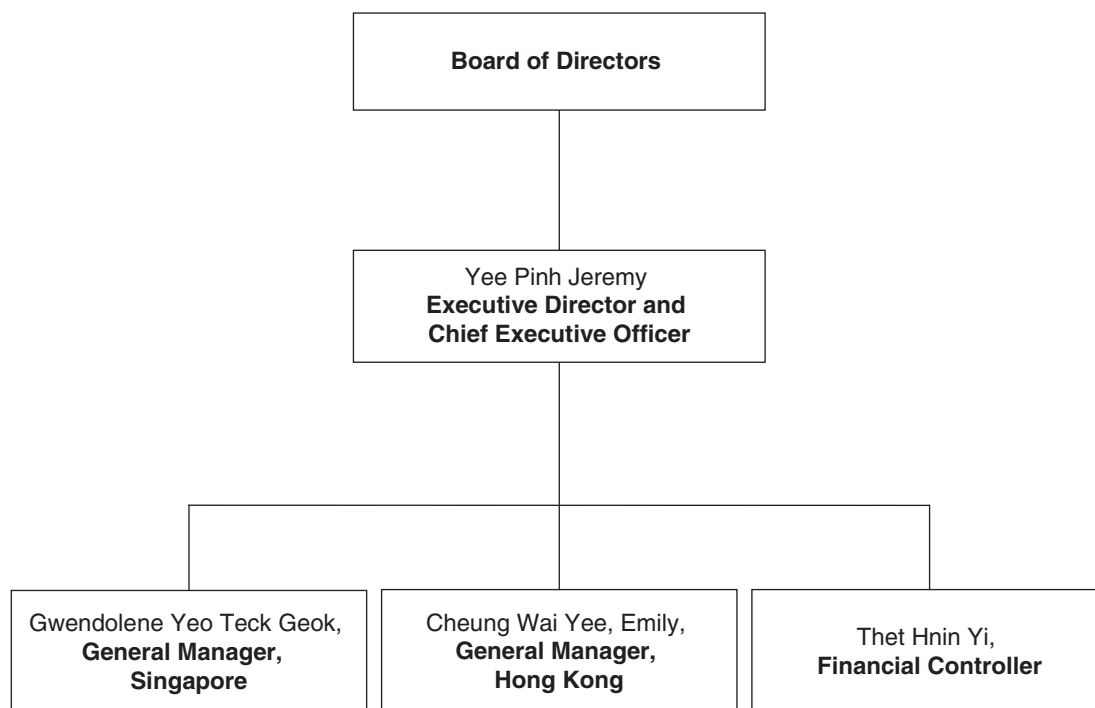 Board of Directors
Yee Pinh Jeremy
Executive Director and
Chief Executive Officer
Gwendolene Yeo Teck Geok,
General Manager,
Singapore
Cheung Wai Yee, Emily,
General Manager,
Hong Kong
Thet Hnin Yi,
Financial Controller